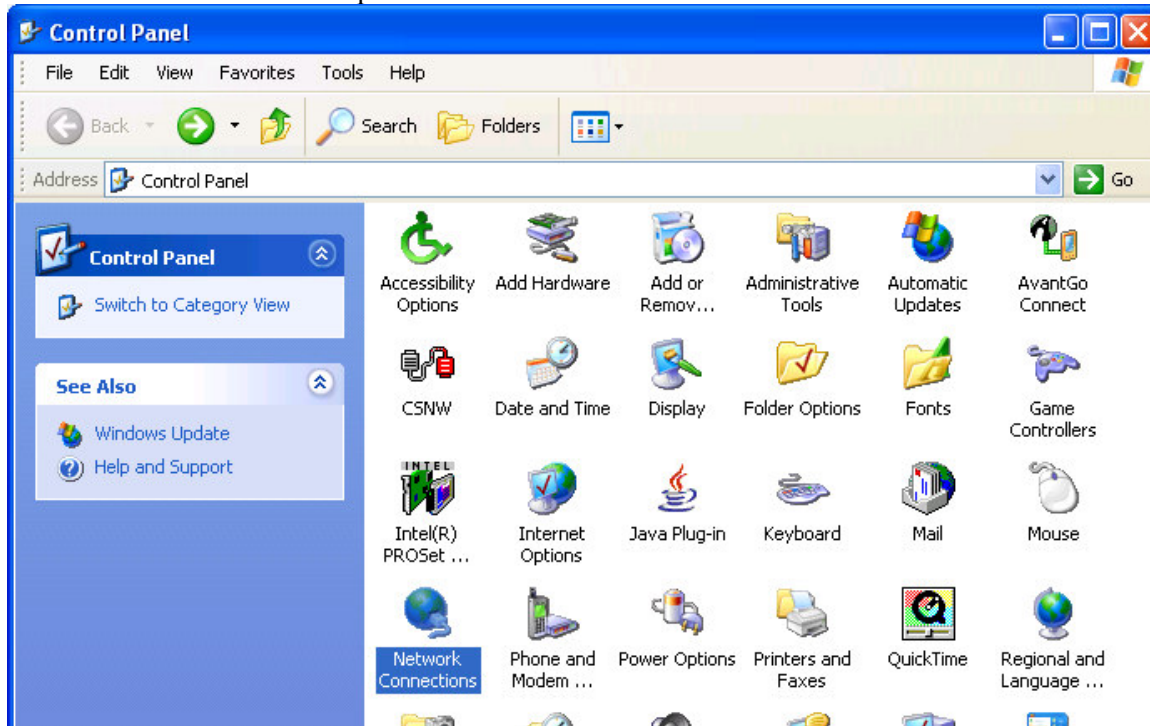 Control Panel
File Edit View Favorites Tools Help
Back Search Folders
Address Control Panel Go
Control Panel
Switch to Category View
See Also
Windows Update
Help and Support
Accessibility Options
Add Hardware
Add or Remov...
Administrative Tools
Automatic Updates
AvantGo Connect
CSNW
Date and Time
Display
Folder Options
Fonts
Game Controllers
INTEL
Intel(R) PROSet ...
Internet Options
Java Plug-in
Keyboard
Mail
Mouse
Network Connections
Phone and Modem ...
Power Options
Printers and Faxes
QuickTime
Regional and Language ...